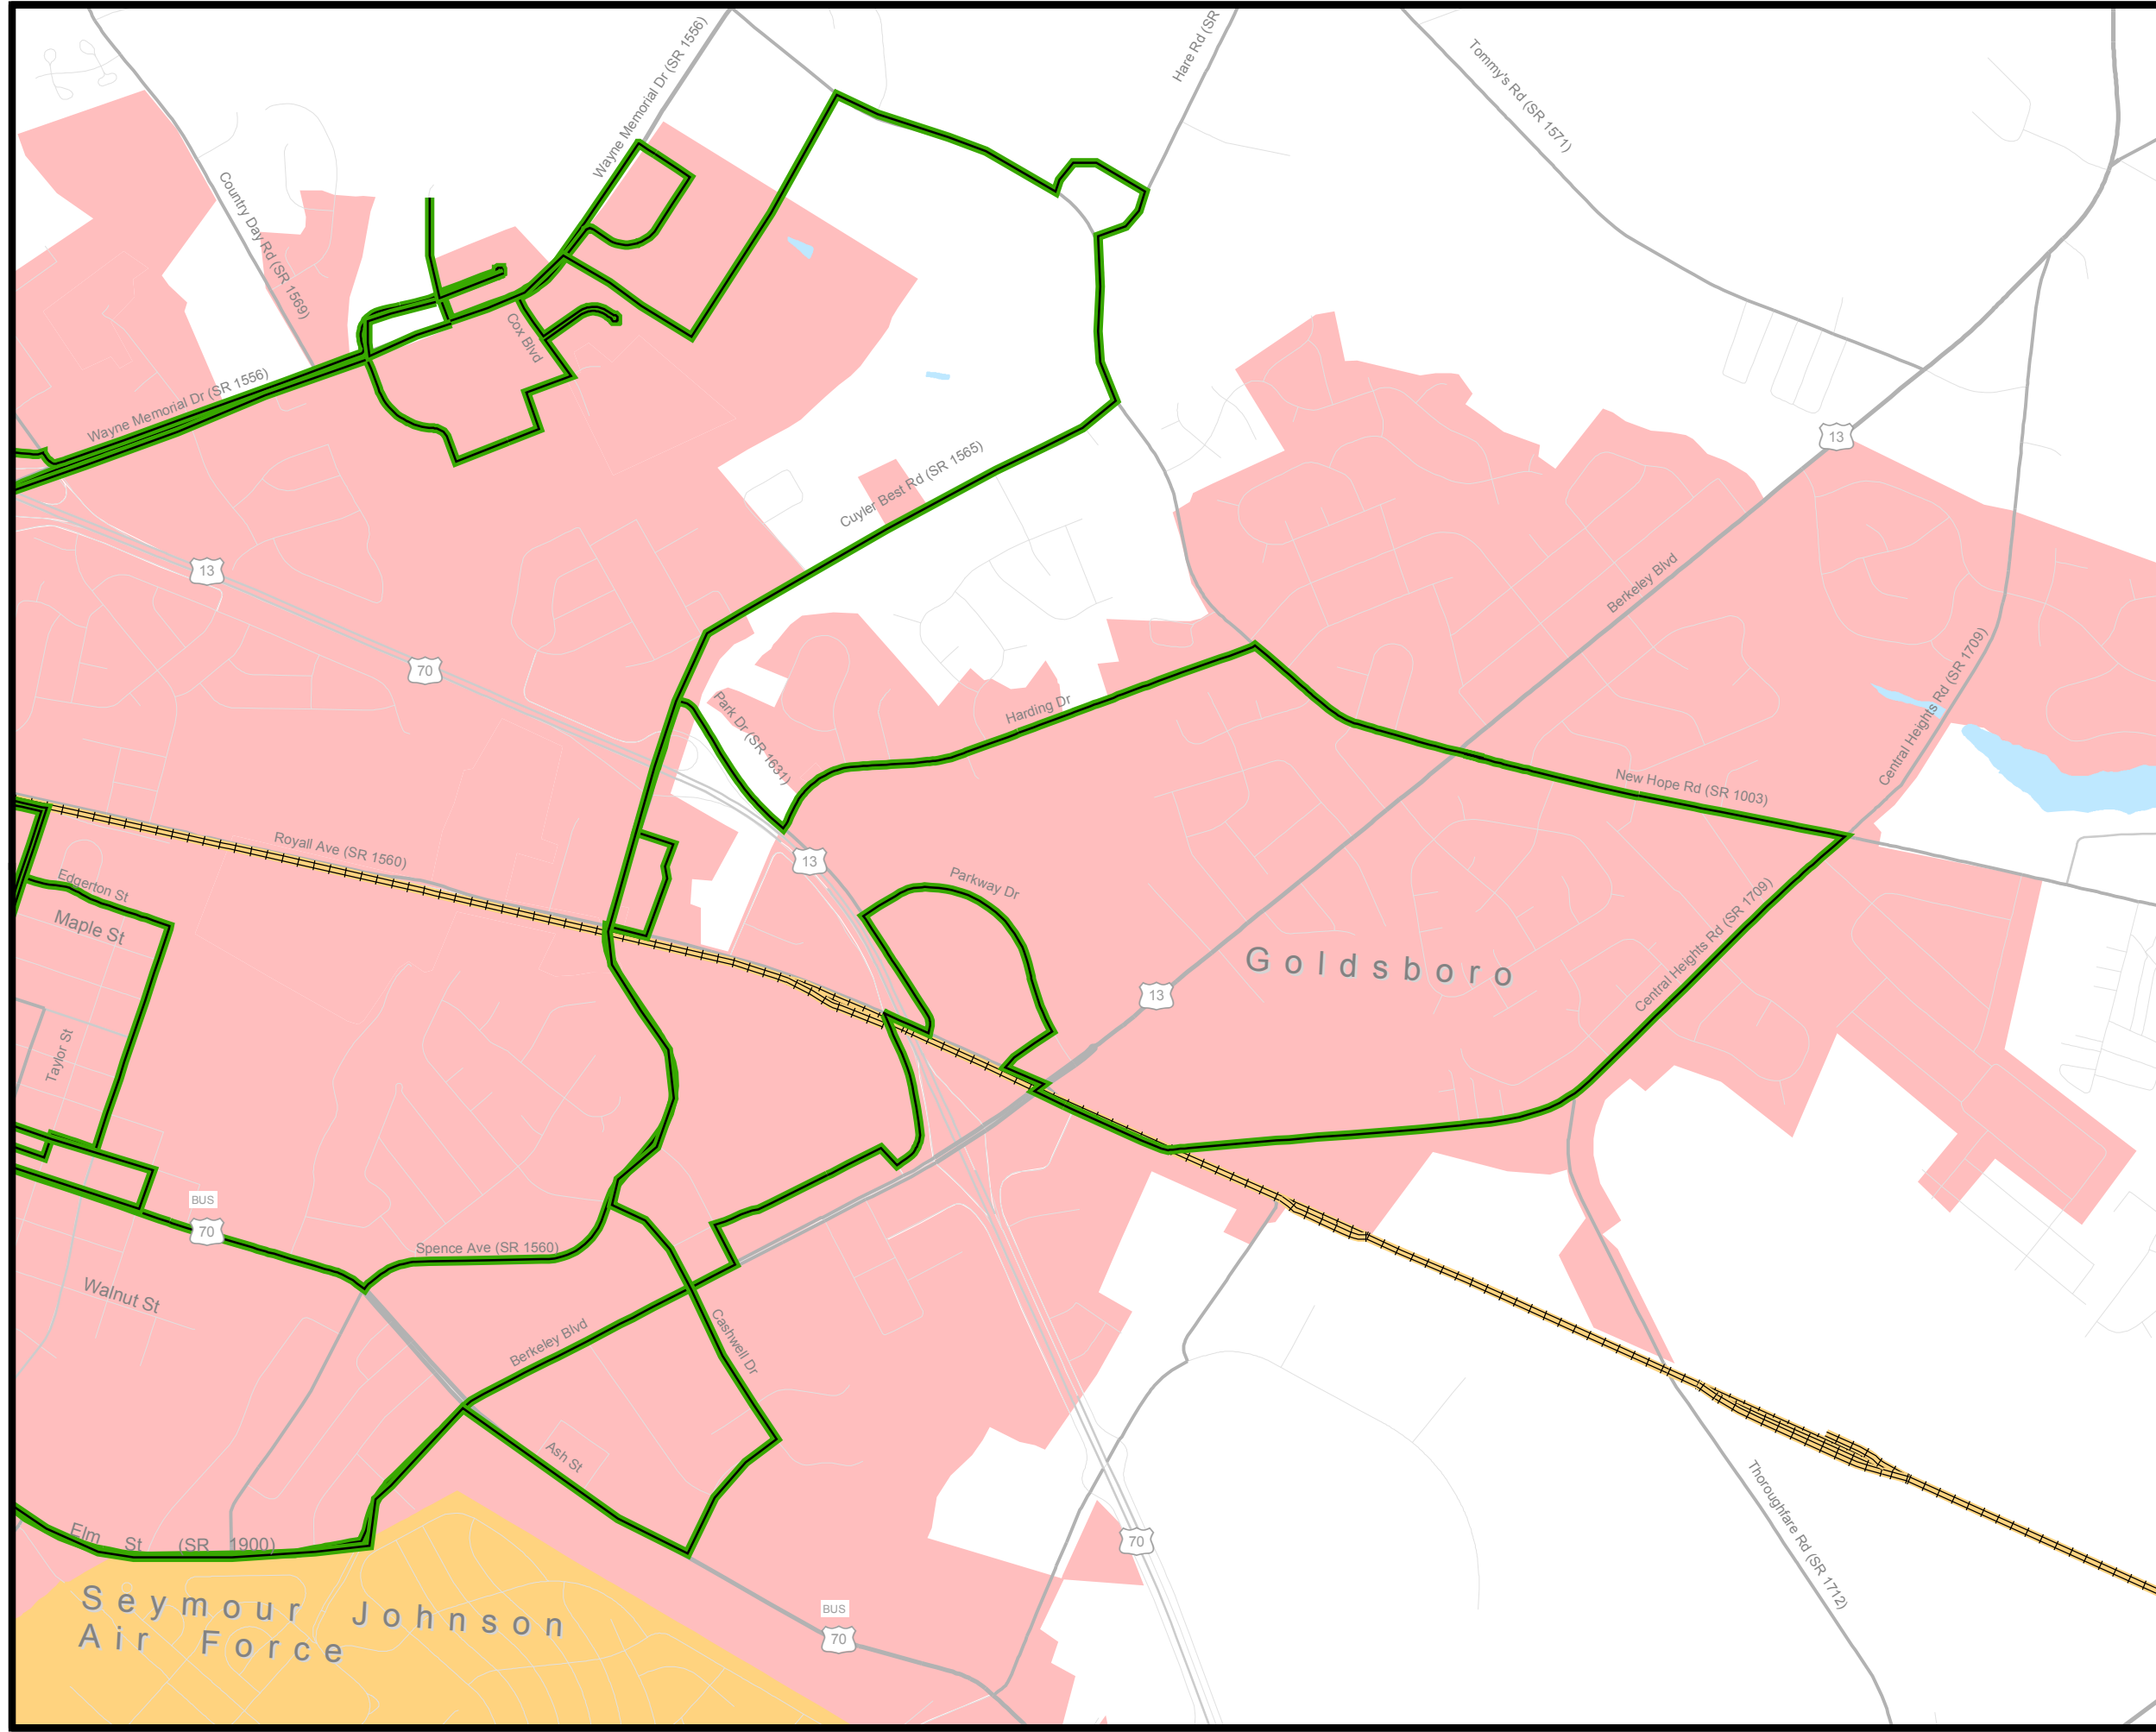 Wayne Memorial Dr (SR 1556)
Hare Rd (SR
Tommy's Rd (SR 1571)
Country Day Rd (SR 1569)
Cox Blvd
Wayne Memorial Dr (SR 1556)
13
Cuyler Best Rd (SR 1565)
13
Berkeley Blvd
70
Central Heights Rd (SR 1709)
Park Dr (SR 1631)
Harding Dr
New Hope Rd (SR 1003)
Royall Ave (SR 1560)
13
Edgerton St
Parkway Dr
Maple St
Central Heights Rd (SR 1709)
Goldsboro
13
Taylor St
BUS
70
Spence Ave (SR 1560)
Walnut St
Berkeley Blvd
Cashwell Dr
Ash St
Elm St (SR 1900)
70
Thoroughfare Rd (SR 1712)
Seymour Johnson
Air Force
BUS
70